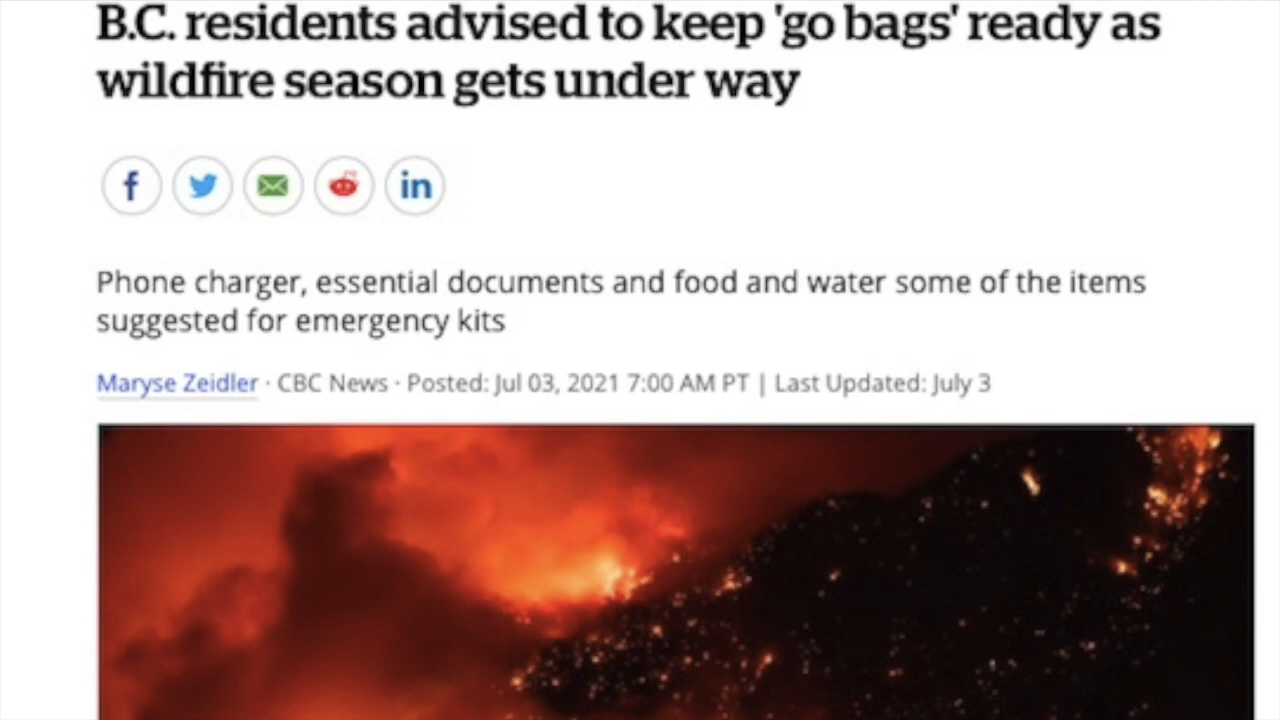 B.C. residents advised to keep 'go bags' ready as
wildfire season gets under way
Phone charger, essential documents and food and water some of the items
suggested for emergency kits
Maryse Zeidler · CBC News · Posted: Jul 03, 2021 7:00 AM PT | Last Updated: July 3